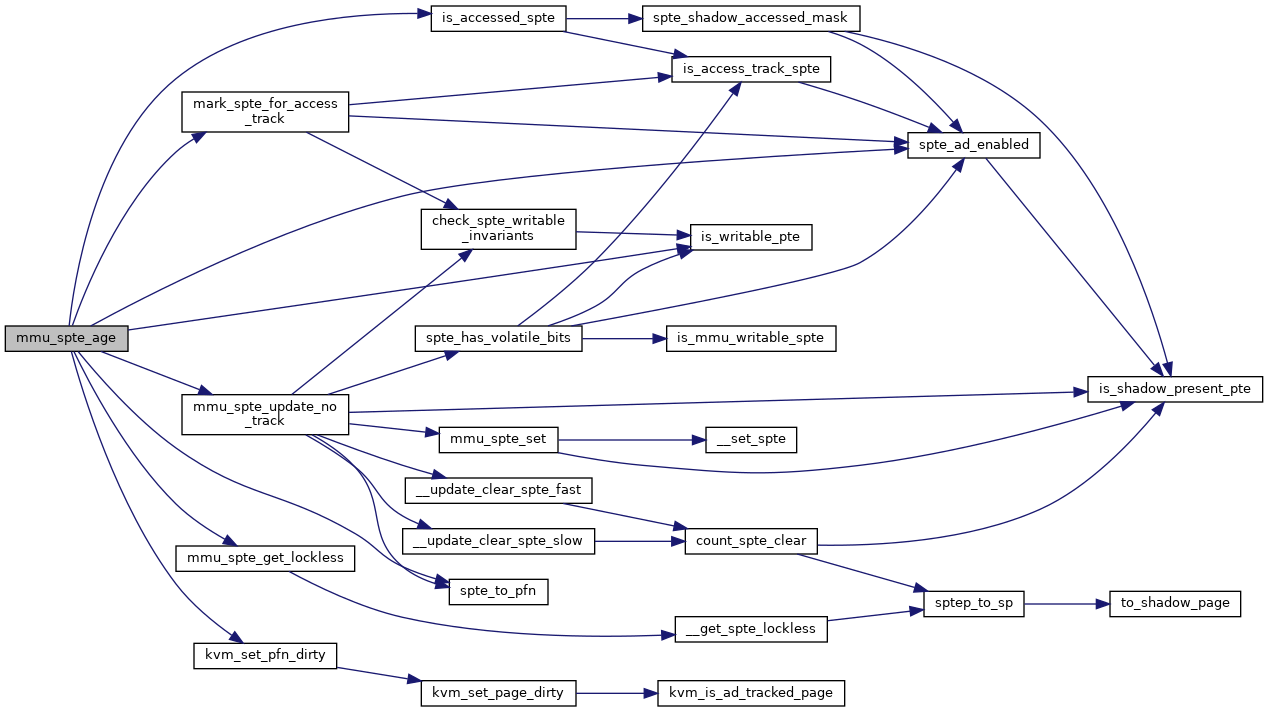 is_accessed_spte
spte_shadow_accessed_mask
is_access_track_spte
mark_spte_for_access
_track
spte_ad_enabled
check_spte_writable
_invariants
is_writable_pte
mmu_spte_age
spte_has_volatile_bits
is_mmu_writable_spte
is_shadow_present_pte
mmu_spte_update_no
_track
mmu_spte_set
__set_spte
__update_clear_spte_fast
__update_clear_spte_slow
count_spte_clear
mmu_spte_get_lockless
spte_to_pfn
sptep_to_sp
to_shadow_page
__get_spte_lockless
kvm_set_pfn_dirty
kvm_set_page_dirty
kvm_is_ad_tracked_page